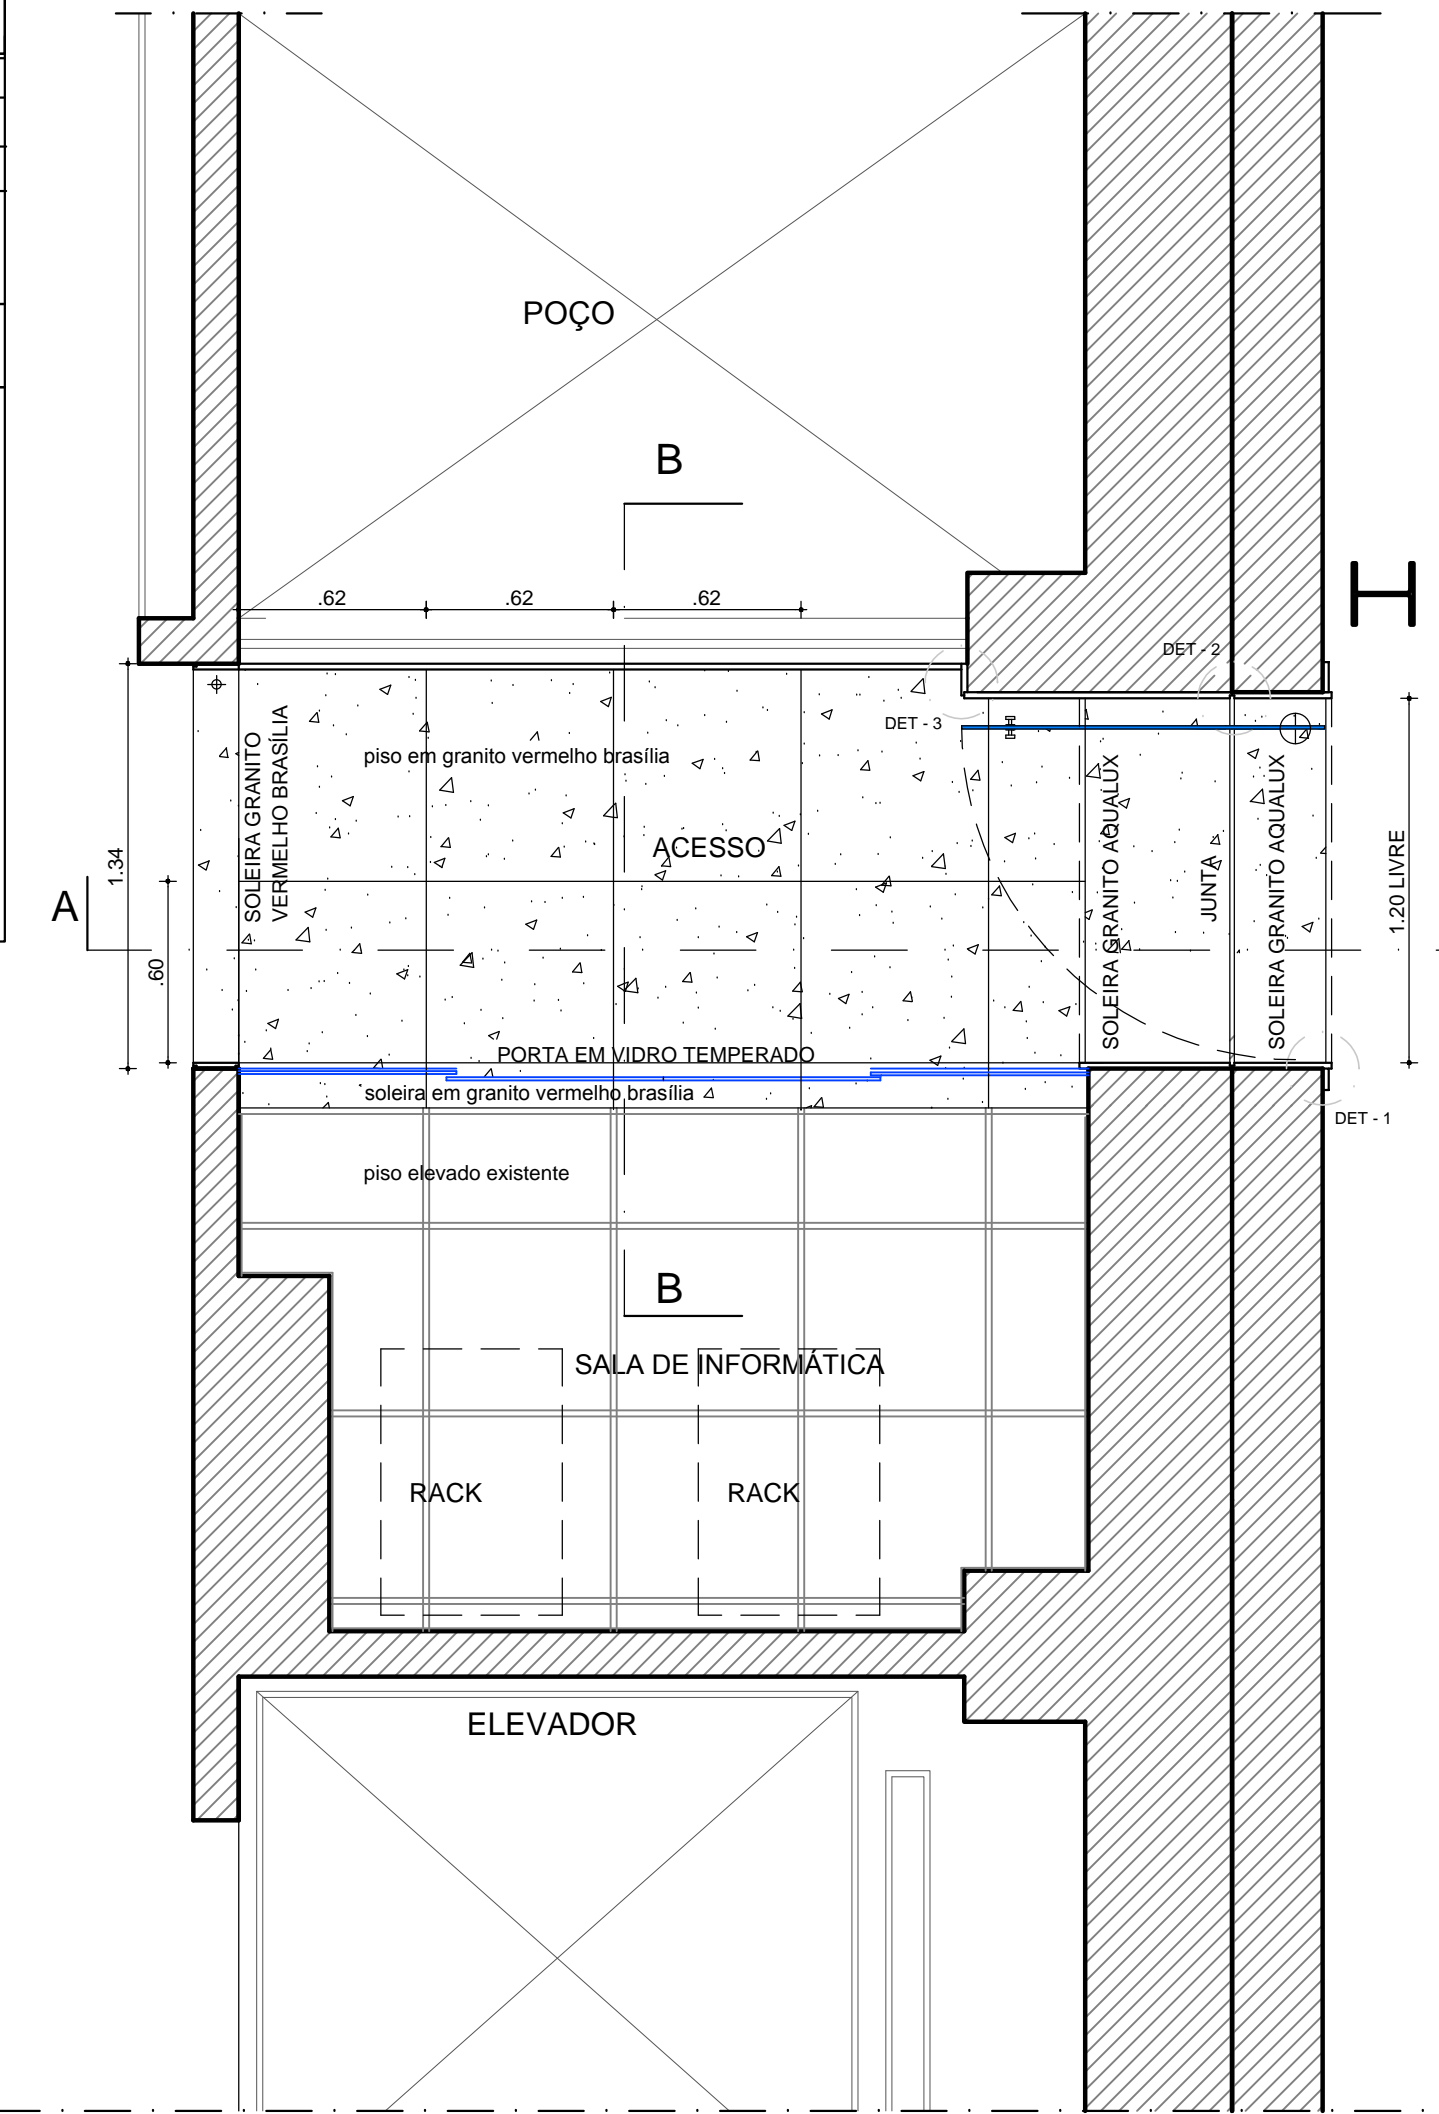 POÇO
B
.62
.62
.62
H
DET - 2
DET - 3
SOLEIRA GRANITO
VERMELHO BRASÍLIA
piso em granito vermelho brasília
ACESSO
SOLEIRA GRANITO AQUALUX
JUNTA
SOLEIRA GRANITO AQUALUX
1.20 LIVRE
1.34
A
.60
PORTA EM VIDRO TEMPERADO
soleira em granito vermelho brasília
DET - 1
piso elevado existente
B
SALA DE INFORMÁTICA
RACK
RACK
ELEVADOR